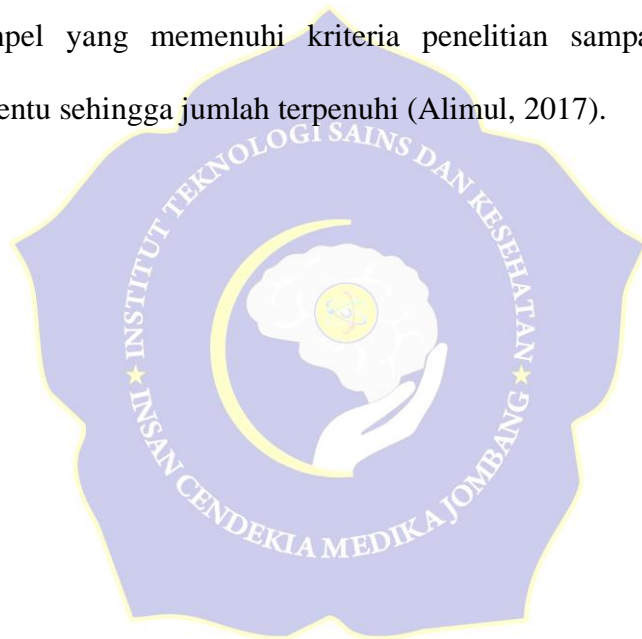 mpel yang memenuhi kriteria penelitian sampa
entu sehingga jumlah terpenuhi (Alimul, 2017).
INSTITUT TEKNOLOGI SAINS DAN KESEHATAN
★ INSAN CENDEKIA MEDIKA JOMBANG ★